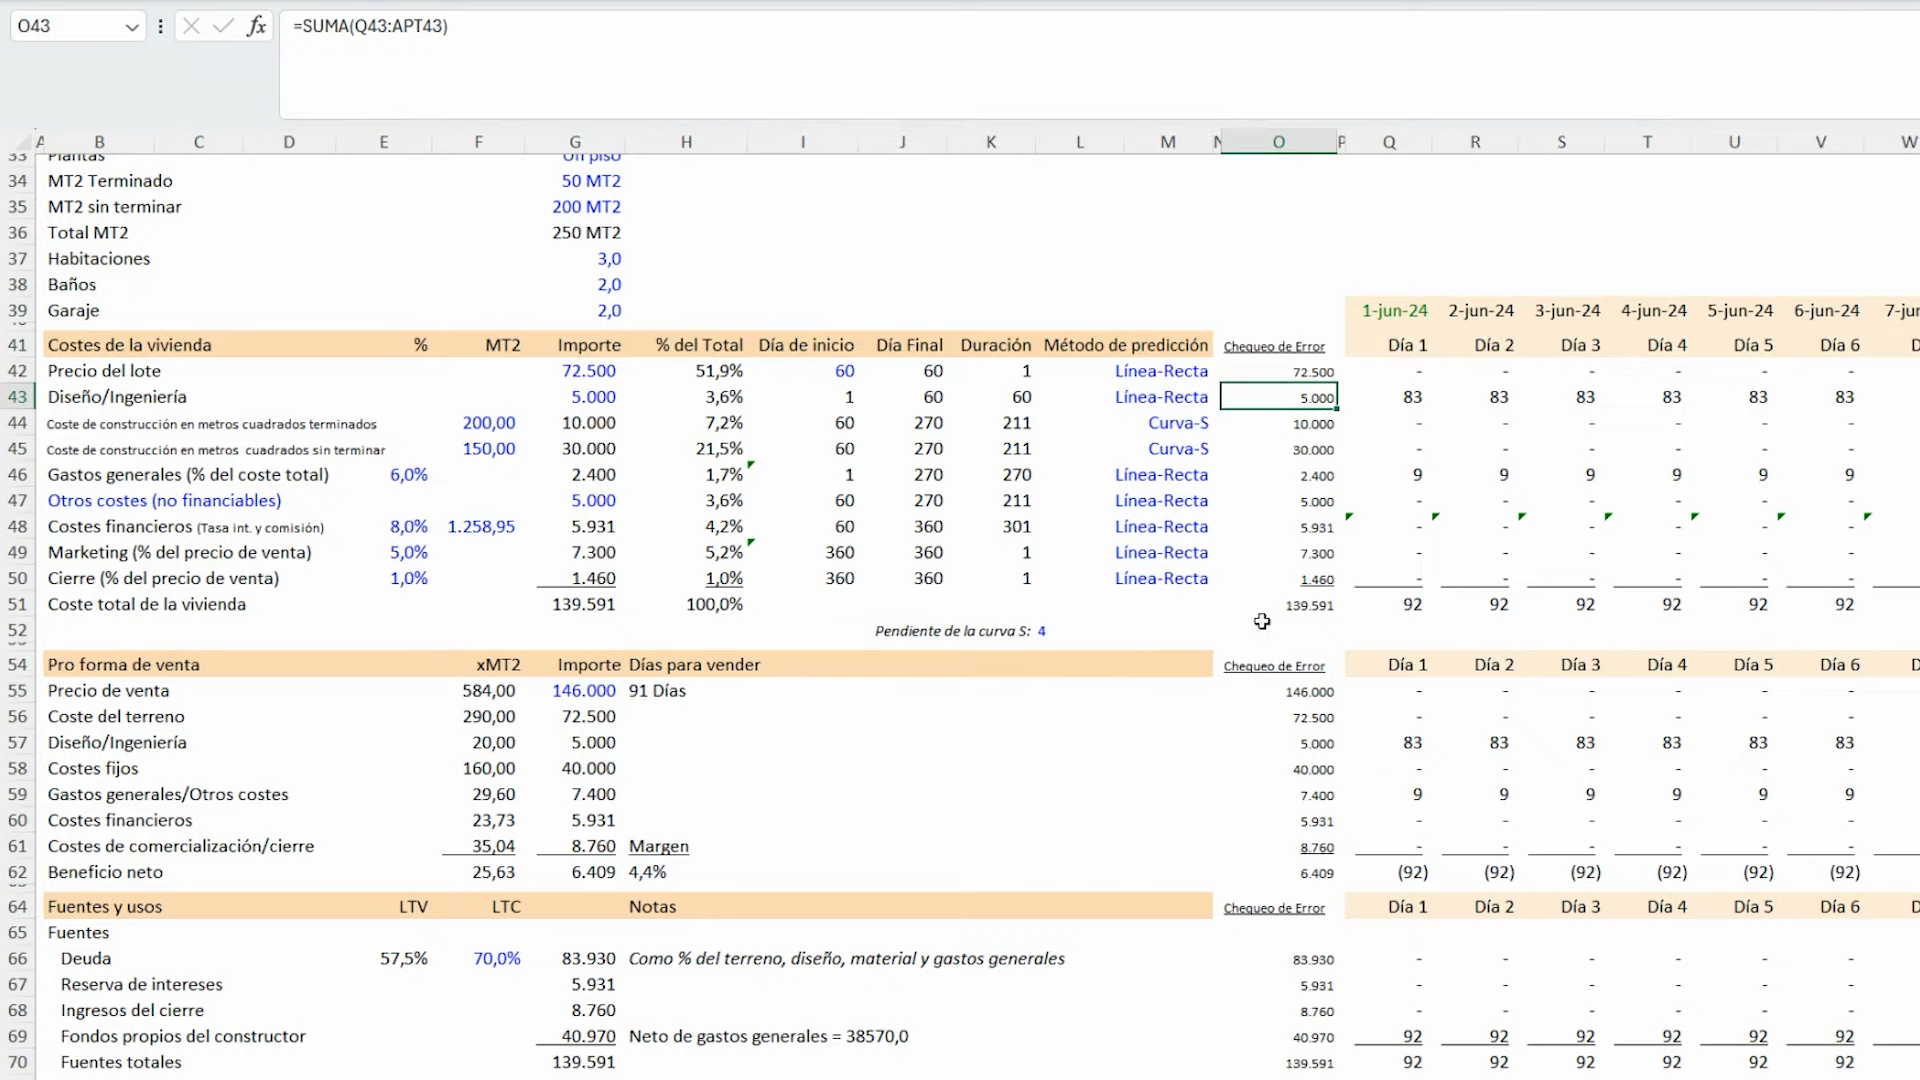 O43 fx =SUMA(Q43:APT43)
A B C D E F G H I J K L M N O P Q R S T U V W
33 Plantas Un piso
34 MT2 Terminado 50 MT2
35 MT2 sin terminar 200 MT2
36 Total MT2 250 MT2
37 Habitaciones 3,0
38 Baños 2,0
39 Garaje 2,0 1-jun-24 2-jun-24 3-jun-24 4-jun-24 5-jun-24 6-jun-24 7-jun
41 Costes de la vivienda % MT2 Importe % del Total Día de inicio Día Final Duración Método de predicción Chequeo de Error Día 1 Día 2 Día 3 Día 4 Día 5 Día 6 D
42 Precio del lote 72.500 51,9% 60 60 1 Línea-Recta 72.500 - - - - - -
43 Diseño/Ingeniería 5.000 3,6% 1 60 60 Línea-Recta 5.000 83 83 83 83 83 83
44 Coste de construcción en metros cuadrados terminados 200,00 10.000 7,2% 60 270 211 Curva-S 10.000 - - - - - -
45 Coste de construcción en metros cuadrados sin terminar 150,00 30.000 21,5% 60 270 211 Curva-S 30.000 - - - - - -
46 Gastos generales (% del coste total) 6,0% 2.400 1,7% 1 270 270 Línea-Recta 2.400 9 9 9 9 9 9
47 Otros costes (no financiables) 5.000 3,6% 60 270 211 Línea-Recta 5.000 - - - - - -
48 Costes financieros (Tasa int. y comisión) 8,0% 1.258,95 5.931 4,2% 60 360 301 Línea-Recta 5.931 - - - - - -
49 Marketing (% del precio de venta) 5,0% 7.300 5,2% 360 360 1 Línea-Recta 7.300 - - - - - -
50 Cierre (% del precio de venta) 1,0% 1.460 1,0% 360 360 1 Línea-Recta 1.460 - - - - - -
51 Coste total de la vivienda 139.591 100,0% 139.591 92 92 92 92 92 92
52 Pendiente de la curva S: 4
54 Pro forma de venta xMT2 Importe Días para vender Chequeo de Error Día 1 Día 2 Día 3 Día 4 Día 5 Día 6 D
55 Precio de venta 584,00 146.000 91 Días 146.000 - - - - - -
56 Coste del terreno 290,00 72.500 72.500 - - - - - -
57 Diseño/Ingeniería 20,00 5.000 5.000 83 83 83 83 83 83
58 Costes fijos 160,00 40.000 40.000 - - - - - -
59 Gastos generales/Otros costes 29,60 7.400 7.400 9 9 9 9 9 9
60 Costes financieros 23,73 5.931 5.931 - - - - - -
61 Costes de comercialización/cierre 35,04 8.760 Margen 8.760 - - - - - -
62 Beneficio neto 25,63 6.409 4,4% 6.409 (92) (92) (92) (92) (92) (92)
64 Fuentes y usos LTV LTC Notas Chequeo de Error Día 1 Día 2 Día 3 Día 4 Día 5 Día 6 D
65 Fuentes
66 Deuda 57,5% 70,0% 83.930 Como % del terreno, diseño, material y gastos generales 83.930 - - - - - -
67 Reserva de intereses 5.931 5.931 - - - - - -
68 Ingresos del cierre 8.760 8.760 - - - - - -
69 Fondos propios del constructor 40.970 Neto de gastos generales = 38570,0 40.970 92 92 92 92 92 92
70 Fuentes totales 139.591 139.591 92 92 92 92 92 92